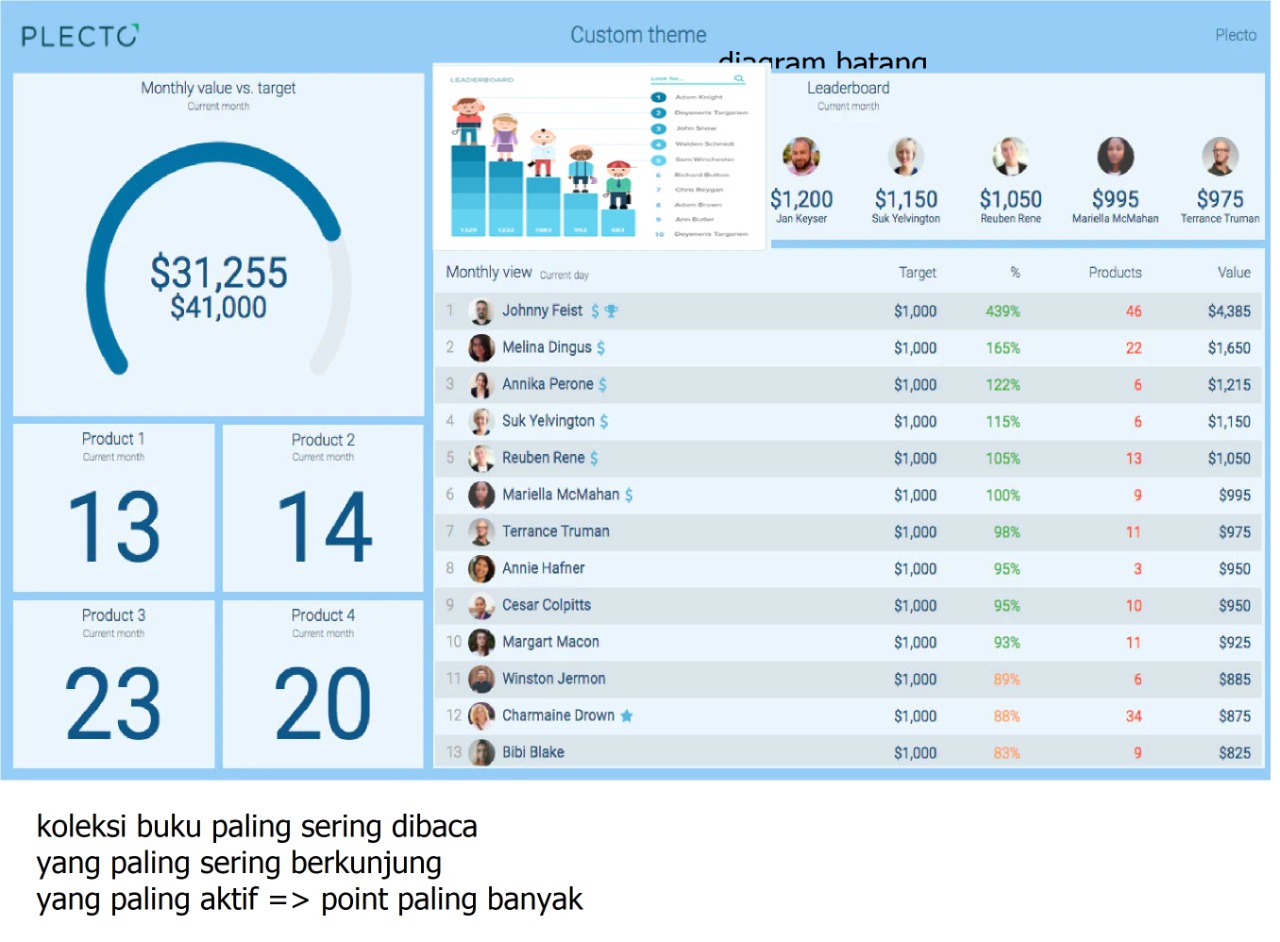 PLECTO
Custom theme
Plecto
diagram batang
Monthly value vs. target
Current month
$31,255
$41,000
LEADERBOARD
Look for...
1 Adam Knight
2 Deyeneris Targarien
3 John Snow
4 Walden Schmidt
5 Sam Winchester
6 Richard Button
7 Chris Reygan
8 Adam Brown
9 Ann Butler
10 Deyeneris Targarien
1329 1232 1083 952 883
Leaderboard
Current month
$1,200 $1,150 $1,050 $995 $975
Jan Keyser Suk Yelvington Reuben Rene Mariella McMahan Terrance Truman
Product 1
Current month
13
Product 2
Current month
14
Product 3
Current month
23
Product 4
Current month
20
Monthly view Current day Target % Products Value
1 Johnny Feist $ $1,000 439% 46 $4,385
2 Melina Dingus $ $1,000 165% 22 $1,650
3 Annika Perone $ $1,000 122% 6 $1,215
4 Suk Yelvington $ $1,000 115% 6 $1,150
5 Reuben Rene $ $1,000 105% 13 $1,050
6 Mariella McMahan $ $1,000 100% 9 $995
7 Terrance Truman $1,000 98% 11 $975
8 Annie Hafner $1,000 95% 3 $950
9 Cesar Colpitts $1,000 95% 10 $950
10 Margart Macon $1,000 93% 11 $925
11 Winston Jermon $1,000 89% 6 $885
12 Charmaine Drown $1,000 88% 34 $875
13 Bibi Blake $1,000 83% 9 $825
koleksi buku paling sering dibaca
yang paling sering berkunjung
yang paling aktif => point paling banyak